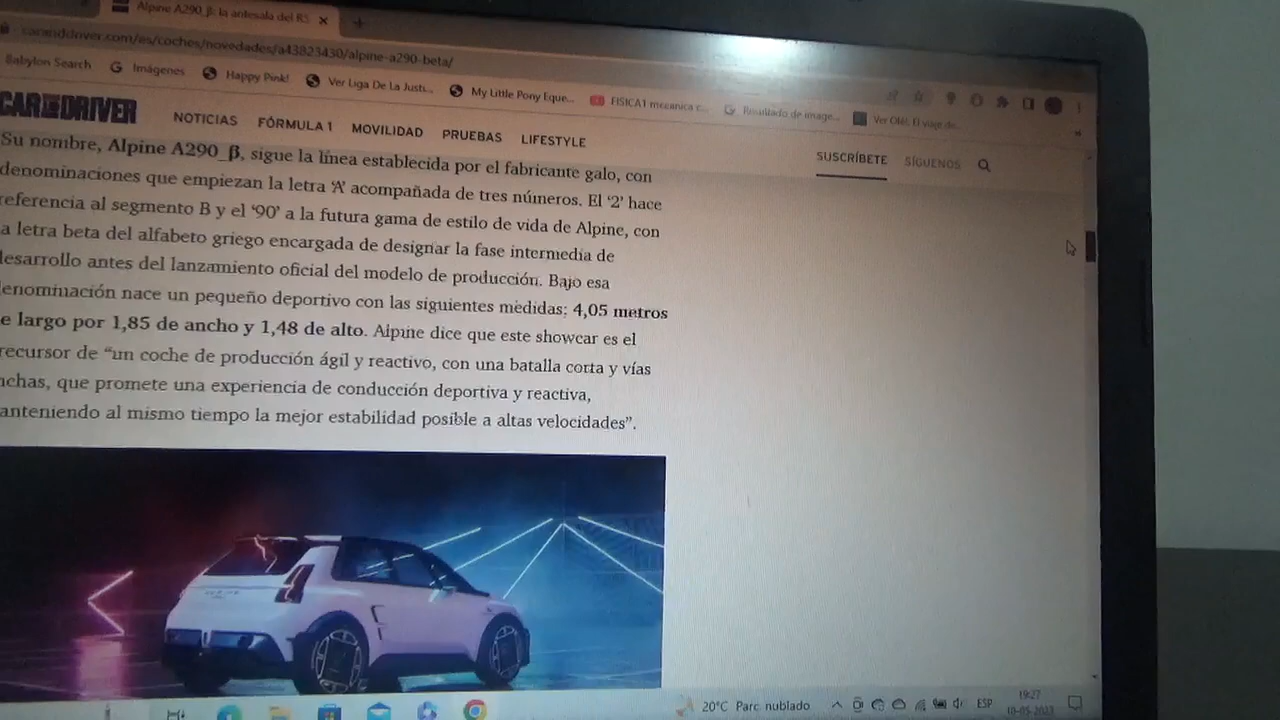 Alpine A290_β: la antesala del R5
caranddriver.com/es/coches/novedades/a43823430/alpine-a290-beta/
Babylon Search
Imágenes
Happy Pink!
Ver Liga De La Justi...
My Little Pony Eque...
FISICA1 mecanica c...
Resultado de image...
Ver Olé!, El viaje de...
CAR AND DRIVER
NOTICIAS FÓRMULA 1 MOVILIDAD PRUEBAS LIFESTYLE
SUSCRÍBETE SÍGUENOS
Su nombre, Alpine A290_β, sigue la línea establecida por el fabricante galo, con
denominaciones que empiezan la letra ‘A’ acompañada de tres números. El ‘2’ hace
referencia al segmento B y el ‘90’ a la futura gama de estilo de vida de Alpine, con
a letra beta del alfabeto griego encargada de designar la fase intermedia de
desarrollo antes del lanzamiento oficial del modelo de producción. Bajo esa
enominación nace un pequeño deportivo con las siguientes medidas: 4,05 metros
e largo por 1,85 de ancho y 1,48 de alto. Alpine dice que este showcar es el
recursor de “un coche de producción ágil y reactivo, con una batalla corta y vías
nchas, que promete una experiencia de conducción deportiva y reactiva,
anteniendo al mismo tiempo la mejor estabilidad posible a altas velocidades”.
20°C Parc. nublado
ESP
19:27
10-05-2023